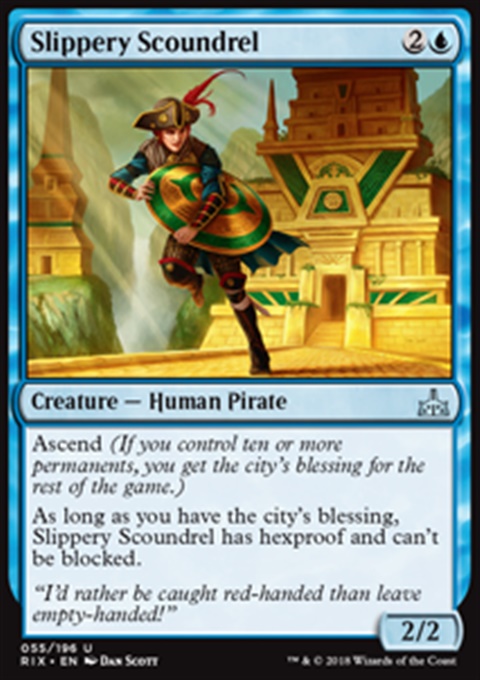 Slippery Scoundrel 2
Creature — Human Pirate
Ascend (If you control ten or more
permanents, you get the city's blessing for the
rest of the game.)
As long as you have the city's blessing,
Slippery Scoundrel has hexproof and can't
be blocked.
"I'd rather be caught red-handed than leave
empty-handed!"
2/2
055/196 U
RIX • EN Dan Scott
™ & © 2018 Wizards of the Coast